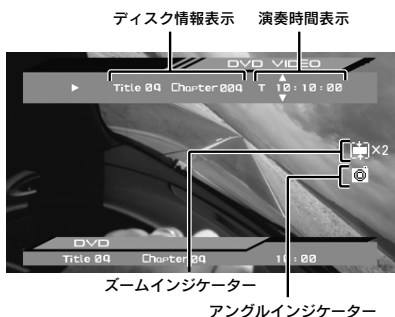 ディスク情報表示 演奏時間表示
DVD VIDEO
► Title 09 Chapter 009 T 10:10:00
×2
DVD
Title 09 Chapter 09 10:00
ズームインジケーター
アングルインジケーター